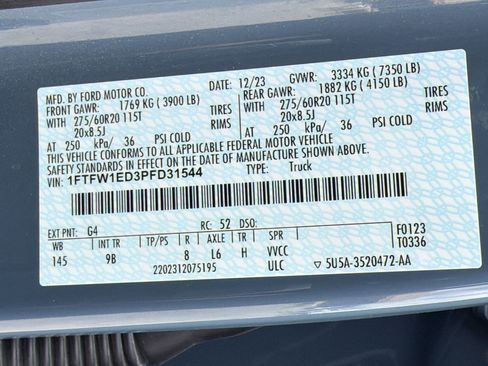 MFD. BY FORD MOTOR CO.
DATE: 12/23 GVWR: 3334 KG ( 7350 LB)
FRONT GAWR: 1769 KG ( 3900 LB) REAR GAWR: 1882 KG ( 4150 LB)
WITH 275/60R20 115T TIRES WITH 275/60R20 115T TIRES
20x8.5J RIMS 20x8.5J RIMS
AT 250 kPa/ 36 PSI COLD AT 250 kPa/ 36 PSI COLD
THIS VEHICLE CONFORMS TO ALL APPLICABLE FEDERAL MOTOR VEHICLE
SAFETY STANDARDS IN EFFECT ON THE DATE OF MANUFACTURE SHOWN ABOVE.
VIN: 1FTFW1ED3PFD31544 TYPE: Truck
EXT PNT: G4 RC: 52 DSO: F0123
WB INT TR TP/PS R AXLE TR SPR T0336
145 9B 8 L6 H VVCC
2202312075195 ULC ▽ 5U5A-3520472-AA